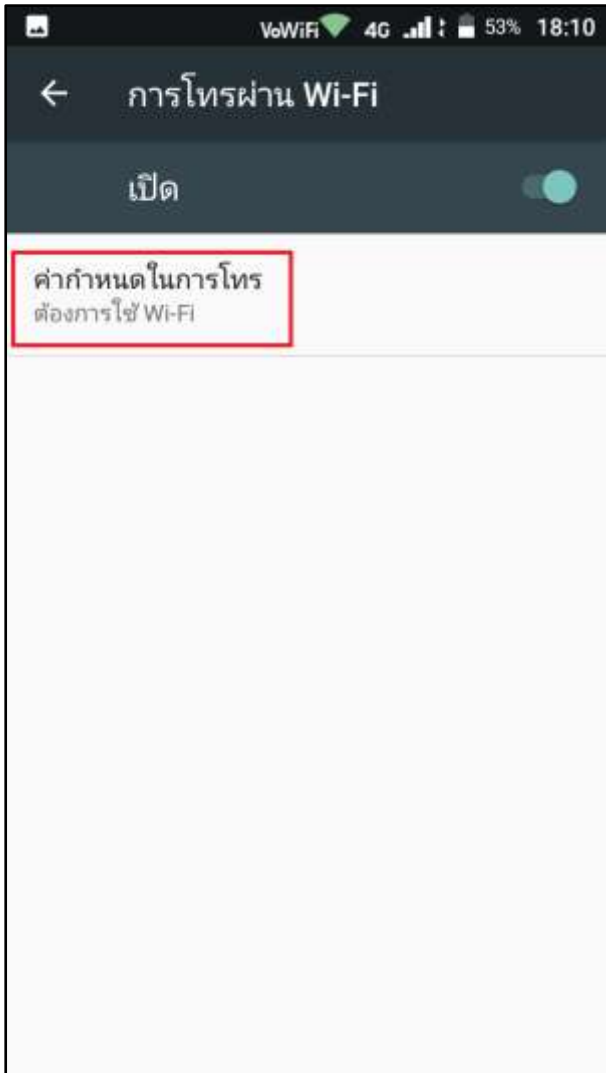 VoWiFi 4G 53% 18:10
การโทรผ่าน Wi-Fi
เปิด
ค่ากำหนดในการโทร
ต้องการใช้ Wi-Fi